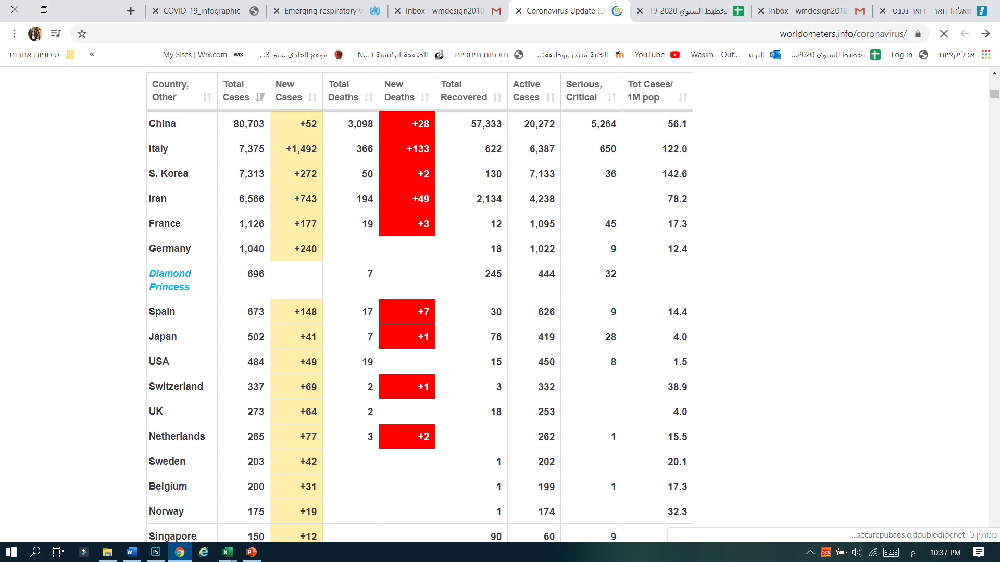 COVID-19_infographic
Emerging respiratory vi
Inbox - wmdesign2010
Coronavirus Update (Li
تخطيط السنوي 2020-19
Inbox - wmdesign2010
וואלה! דואר - דואר נכנס
worldometers.info/coronavirus/
סימניות אחרות
»
My Sites | Wix.com
WIX
موقع الحادي عشر 3...
الصفحة الرئيسية ( N...
תוכניות חינוכיות
الخلية مبنى ووظيفة:...
YouTube
البريد - Wasim - Out...
تخطيط السنوي 2020...
Log in
אפליקציות
Country, Other Total Cases New Cases Total Deaths New Deaths Total Recovered Active Cases Serious, Critical Tot Cases/ 1M pop
China 80,703 +52 3,098 +28 57,333 20,272 5,264 56.1
Italy 7,375 +1,492 366 +133 622 6,387 650 122.0
S. Korea 7,313 +272 50 +2 130 7,133 36 142.6
Iran 6,566 +743 194 +49 2,134 4,238 78.2
France 1,126 +177 19 +3 12 1,095 45 17.3
Germany 1,040 +240 18 1,022 9 12.4
Diamond Princess 696 7 245 444 32
Spain 673 +148 17 +7 30 626 9 14.4
Japan 502 +41 7 +1 76 419 28 4.0
USA 484 +49 19 15 450 8 1.5
Switzerland 337 +69 2 +1 3 332 38.9
UK 273 +64 2 18 253 4.0
Netherlands 265 +77 3 +2 262 1 15.5
Sweden 203 +42 1 202 20.1
Belgium 200 +31 1 199 1 17.3
Norway 175 +19 1 174 32.3
Singapore 150 +12 90 60 9
ממתין ל- securepubads.g.doubleclick.net...
Ps
CC4
ع
10:37 PM